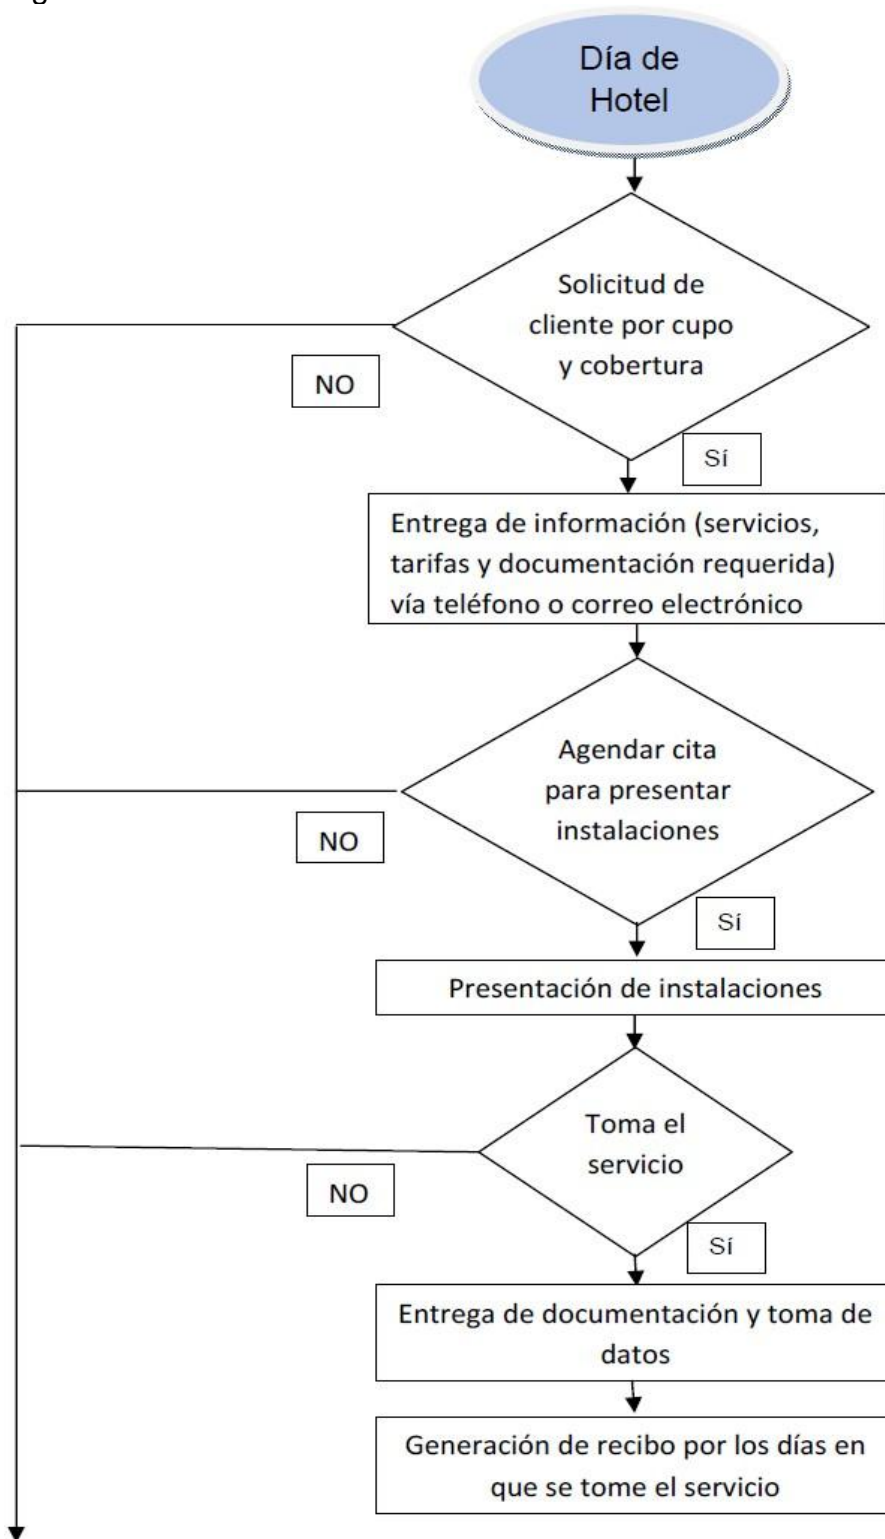 Día de
Hotel
Solicitud de
cliente por cupo
y cobertura
NO
Sí
Entrega de información (servicios,
tarifas y documentación requerida)
vía teléfono o correo electrónico
Agendar cita
para presentar
instalaciones
NO
Sí
Presentación de instalaciones
Toma el
servicio
NO
Sí
Entrega de documentación y toma de
datos
Generación de recibo por los días en
que se tome el servicio